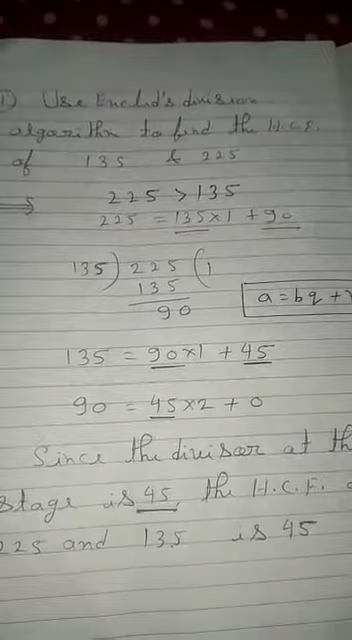 1) Use Euclid's division
algorithm to find the H.C.F.
of 135 & 225
⇒ 225 > 135
225 = 135×1 + 90
135) 225 (1
135
90
a = bq +
135 = 90×1 + 45
90 = 45×2 + 0
Since the divisor at th
stage is 45, the H.C.F.
225 and 135 is 45